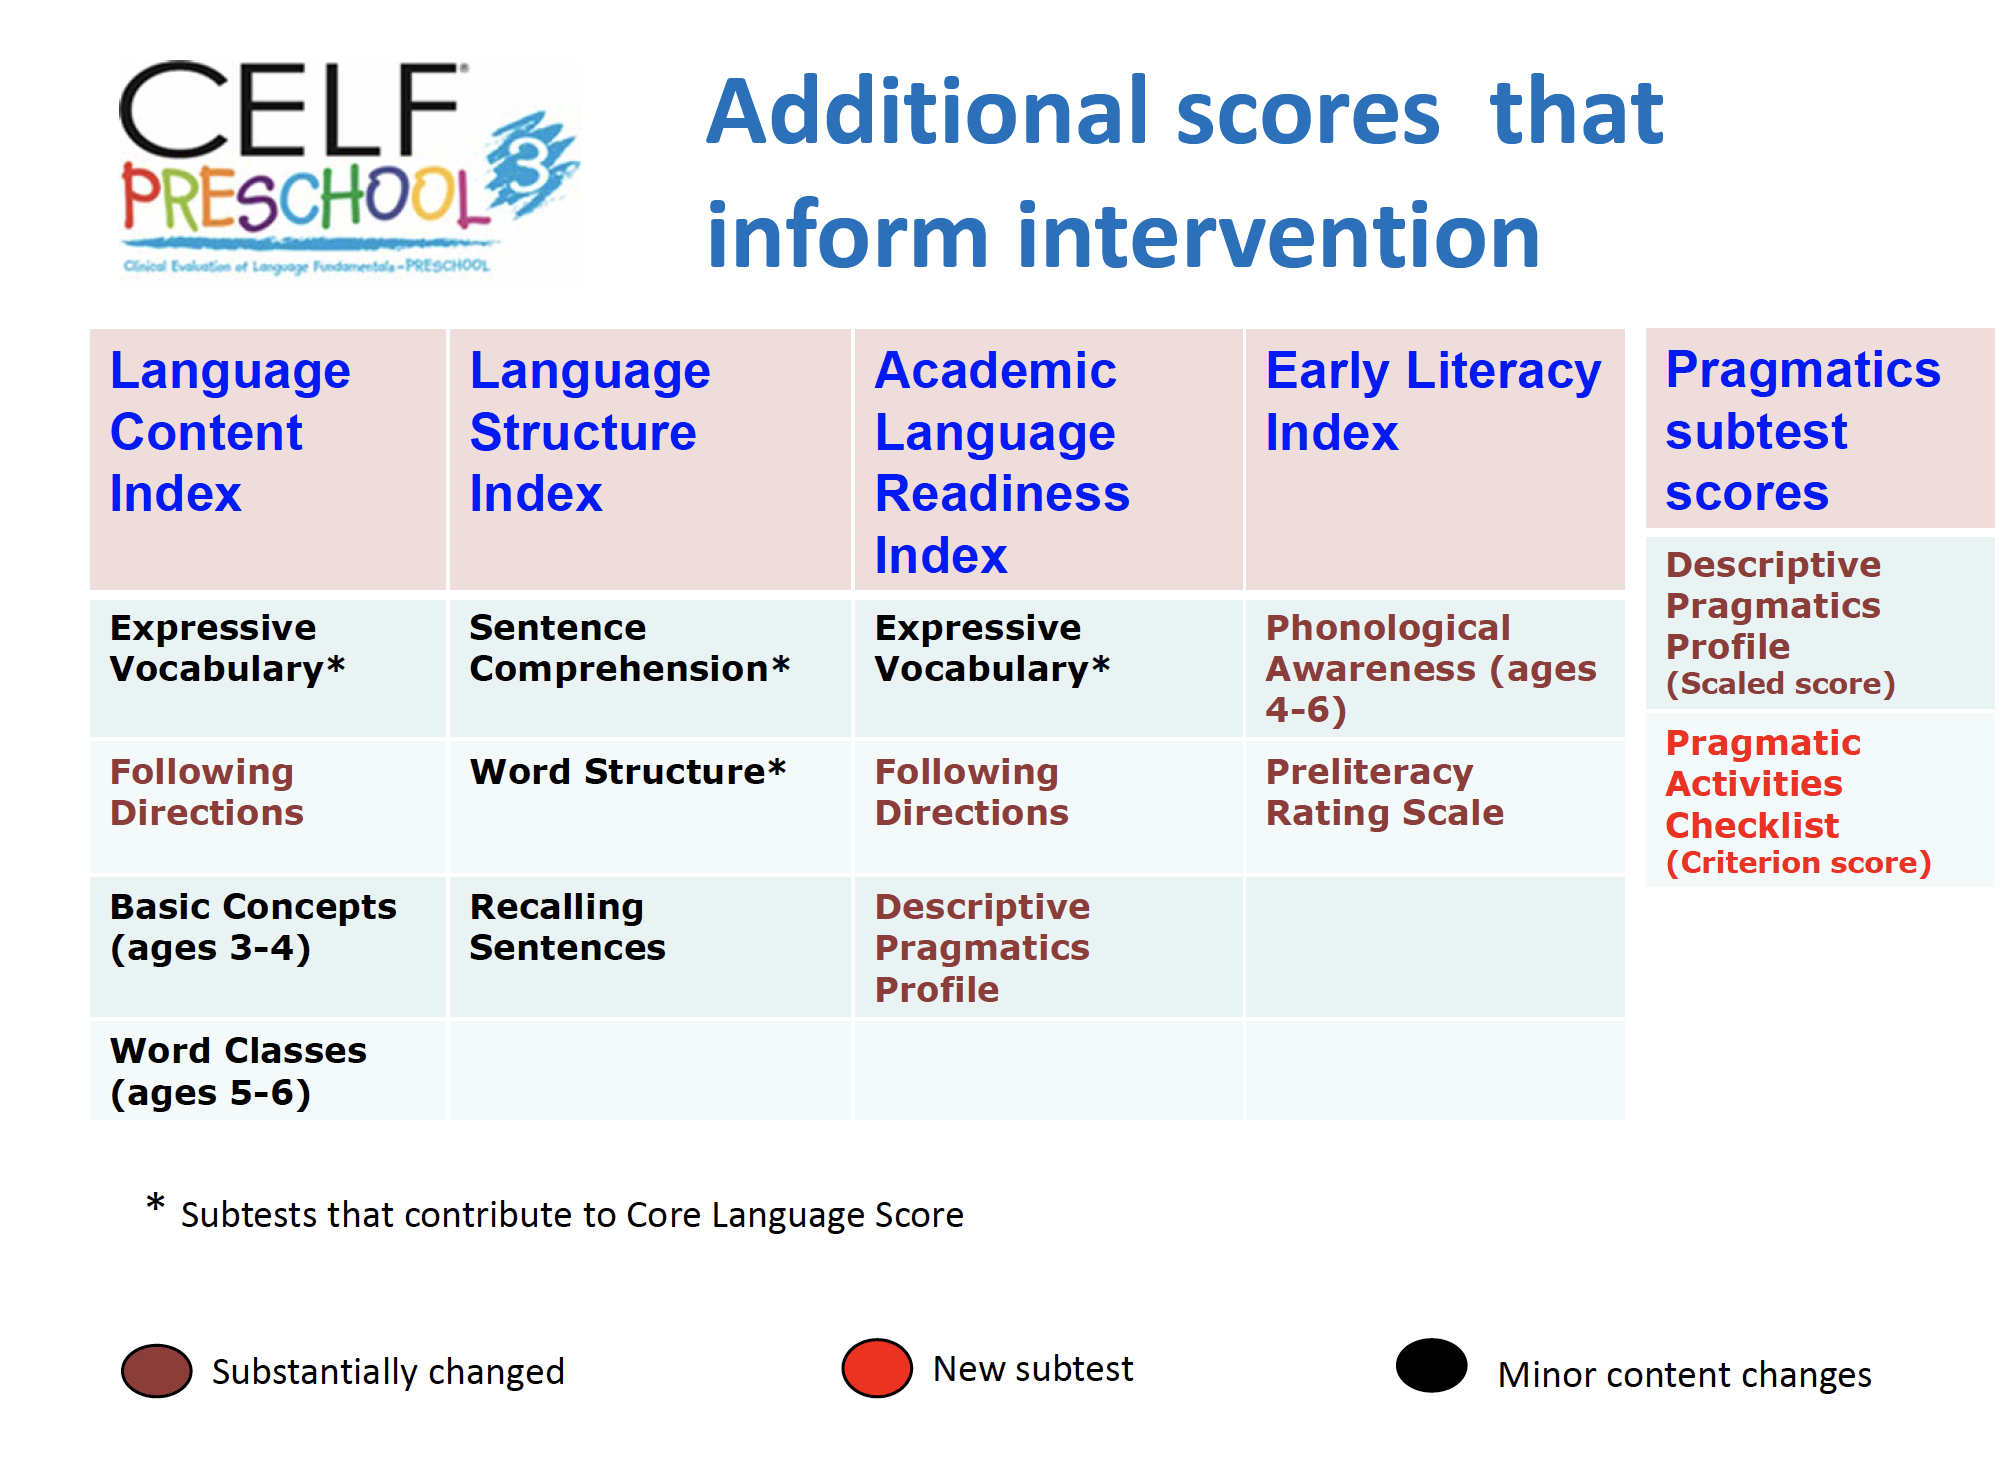 CELF®
PRESCHOOL 3
Clinical Evaluation of Language Fundamentals-PRESCHOOL
Additional scores that
inform intervention
Language
Content
Index
Language
Structure
Index
Academic
Language
Readiness
Index
Early Literacy
Index
Pragmatics
subtest
scores
Expressive
Vocabulary*
Sentence
Comprehension*
Expressive
Vocabulary*
Phonological
Awareness (ages
4-6)
Descriptive
Pragmatics
Profile
(Scaled score)
Following
Directions
Word Structure*
Following
Directions
Preliteracy
Rating Scale
Pragmatic
Activities
Checklist
(Criterion score)
Basic Concepts
(ages 3-4)
Recalling
Sentences
Descriptive
Pragmatics
Profile
Word Classes
(ages 5-6)
* Subtests that contribute to Core Language Score
Substantially changed
New subtest
Minor content changes